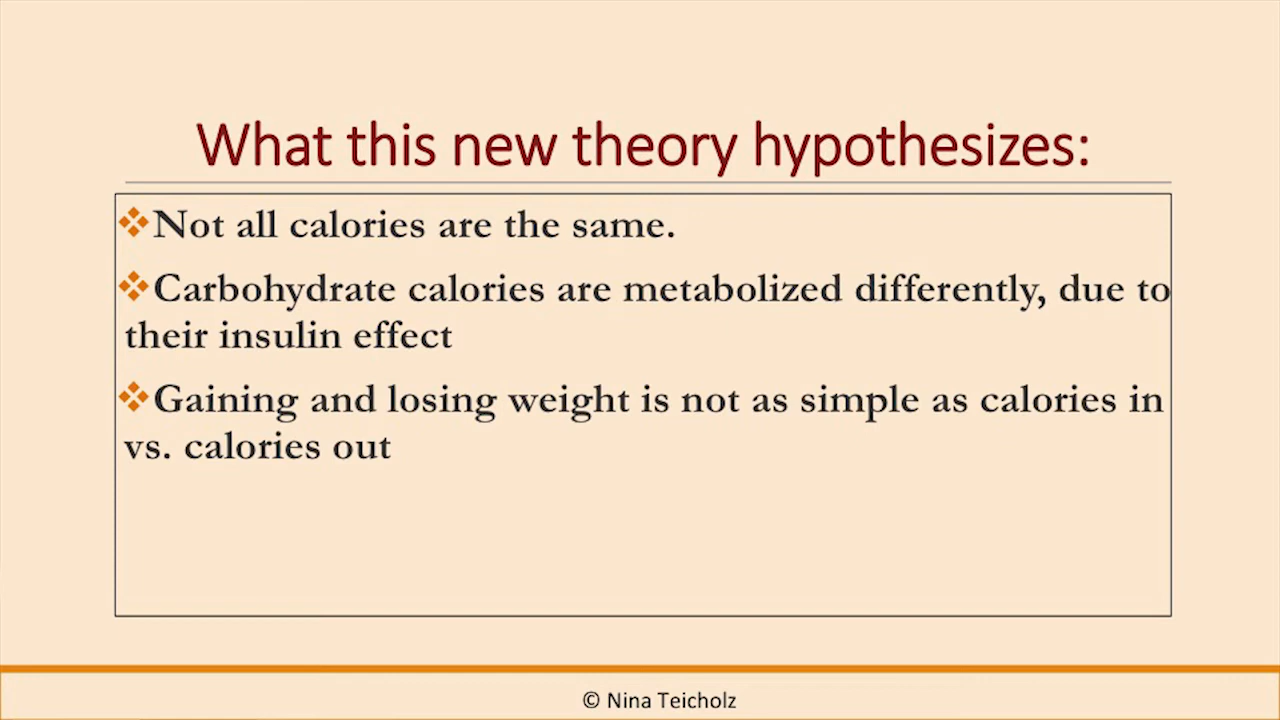 What this new theory hypothesizes:
❖Not all calories are the same.
❖Carbohydrate calories are metabolized differently, due to
their insulin effect
❖Gaining and losing weight is not as simple as calories in
vs. calories out
© Nina Teicholz